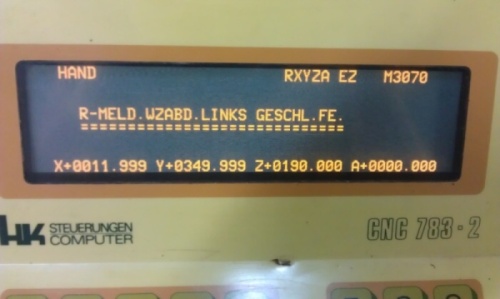 HAND RXYZA EZ M3070
R-MELD.WZABD.LINKS GESCHL.FE.
=============================
X+0011.999 Y+0349.999 Z+0190.000 A+0000.000
HK STEUERUNGEN COMPUTER
CNC 783-2